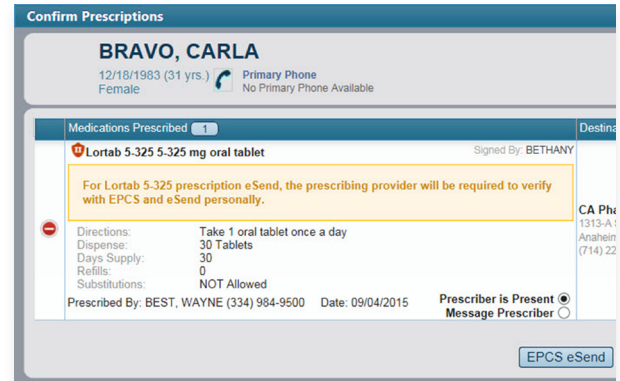 Confirm Prescriptions
BRAVO, CARLA
12/18/1983 (31 yrs.)
Female
Primary Phone
No Primary Phone Available
Medications Prescribed 1
Destina
II Lortab 5-325 5-325 mg oral tablet
Signed By: BETHANY
For Lortab 5-325 prescription eSend, the prescribing provider will be required to verify
with EPCS and eSend personally.
Directions: Take 1 oral tablet once a day
Dispense: 30 Tablets
Days Supply: 30
Refills: 0
Substitutions: NOT Allowed
Prescribed By: BEST, WAYNE (334) 984-9500 Date: 09/04/2015
Prescriber is Present
Message Prescriber
CA Pha
1313-A
Anaheim
(714) 22
EPCS eSend